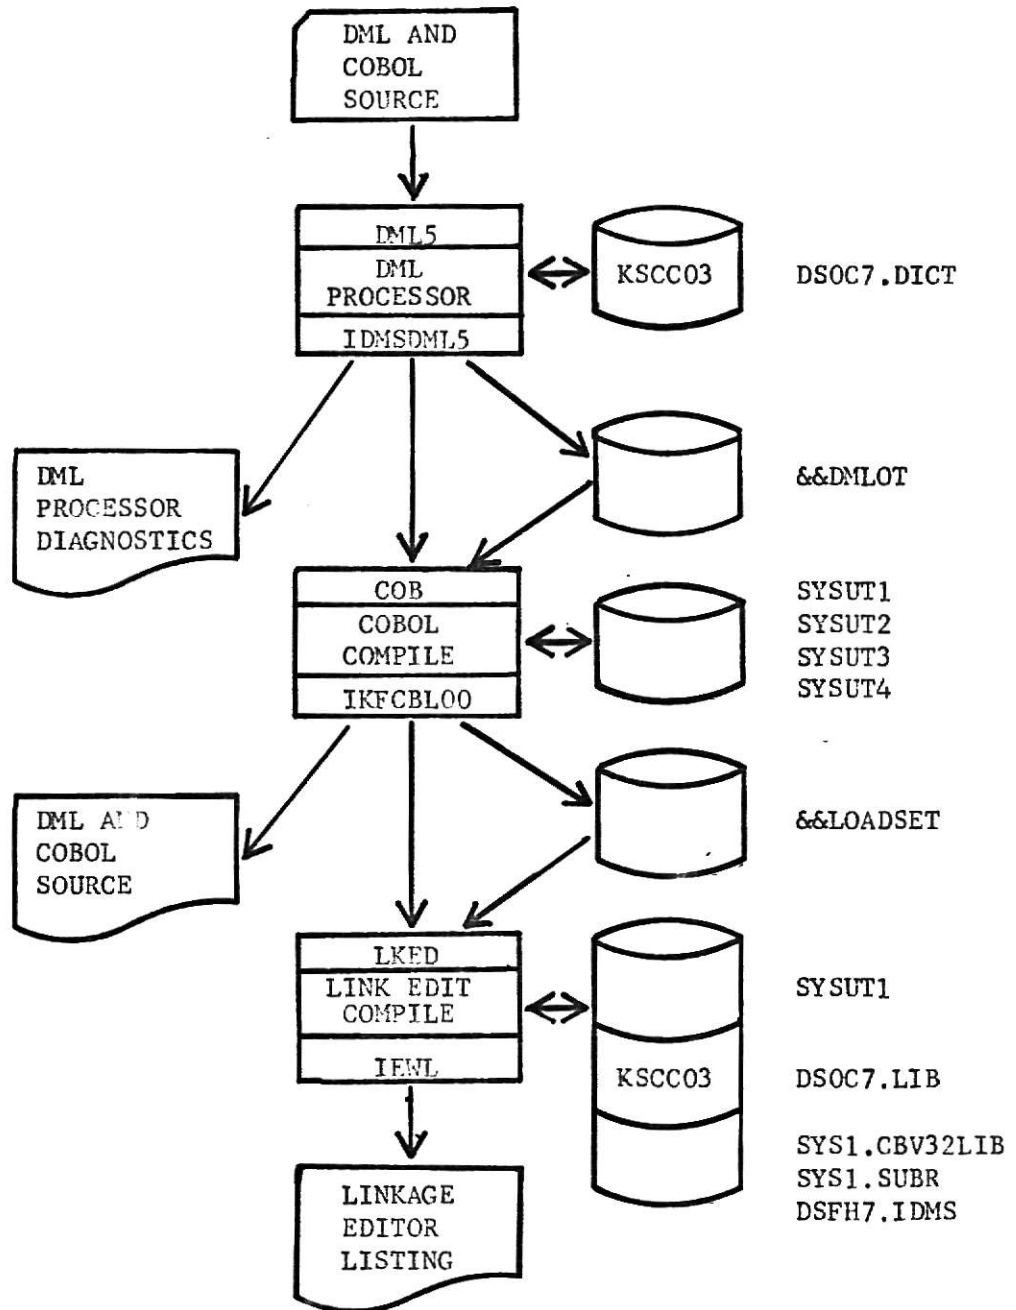 DML AND
COBOL
SOURCE
DML5
DML
PROCESSOR
IDMSDML5
KSCC03
DSOC7.DICT
DML
PROCESSOR
DIAGNOSTICS
&&DMLOT
COB
COBOL
COMPILE
IKFCBL00
SYSUT1
SYSUT2
SYSUT3
SYSUT4
DML AND
COBOL
SOURCE
&&LOADSET
LKED
LINK EDIT
COMPILE
IEWL
SYSUT1
KSCC03
DSOC7.LIB
SYS1.CBV32LIB
SYS1.SUBR
DSFH7.IDMS
LINKAGE
EDITOR
LISTING